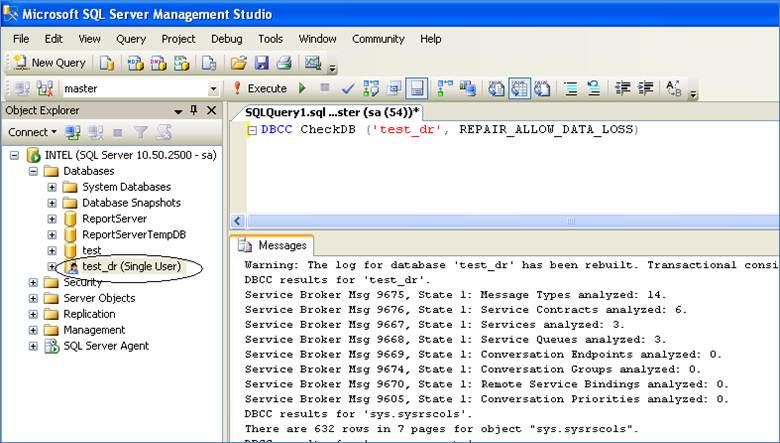 Microsoft SQL Server Management Studio
File Edit View Query Project Debug Tools Window Community Help
New Query
master Execute
Object Explorer
Connect
INTEL (SQL Server 10.50.2500 - sa)
Databases
System Databases
Database Snapshots
ReportServer
ReportServerTempDB
test
test_dr (Single User)
Security
Server Objects
Replication
Management
SQL Server Agent
SQLQuery1.sql ...ster (sa (54))*
DBCC CheckDB ('test_dr', REPAIR_ALLOW_DATA_LOSS)
Messages
Warning: The log for database 'test_dr' has been rebuilt. Transactional consi
DBCC results for 'test_dr'.
Service Broker Msg 9675, State 1: Message Types analyzed: 14.
Service Broker Msg 9676, State 1: Service Contracts analyzed: 6.
Service Broker Msg 9667, State 1: Services analyzed: 3.
Service Broker Msg 9668, State 1: Service Queues analyzed: 3.
Service Broker Msg 9669, State 1: Conversation Endpoints analyzed: 0.
Service Broker Msg 9674, State 1: Conversation Groups analyzed: 0.
Service Broker Msg 9670, State 1: Remote Service Bindings analyzed: 0.
Service Broker Msg 9605, State 1: Conversation Priorities analyzed: 0.
DBCC results for 'sys.sysrscols'.
There are 632 rows in 7 pages for object "sys.sysrscols".